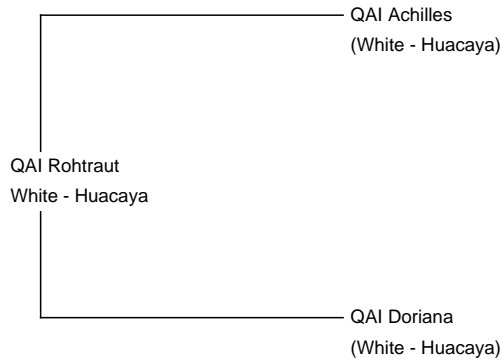 QAI Achilles
(White - Huacaya)
QAI Rohtraut
White - Huacaya
QAI Doriana
(White - Huacaya)